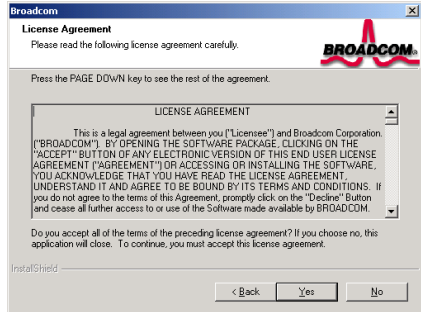 Broadcom
License Agreement
Please read the following license agreement carefully.
BROADCOM
Press the PAGE DOWN key to see the rest of the agreement.
LICENSE AGREEMENT
This is a legal agreement between you ("Licensee") and Broadcom Corporation.
("BROADCOM"). BY OPENING THE SOFTWARE PACKAGE, CLICKING ON THE
"ACCEPT" BUTTON OF ANY ELECTRONIC VERSION OF THIS END USER LICENSE
AGREEMENT ("AGREEMENT") OR ACCESSING OR INSTALLING THE SOFTWARE,
YOU ACKNOWLEDGE THAT YOU HAVE READ THE LICENSE AGREEMENT,
UNDERSTAND IT AND AGREE TO BE BOUND BY ITS TERMS AND CONDITIONS. If
you do not agree to the terms of this Agreement, promptly click on the "Decline" Button
and cease all further access to or use of the Software made available by BROADCOM.
Do you accept all of the terms of the preceding license agreement? If you choose no, this
application will close. To continue, you must accept this license agreement.
InstallShield
< Back
Yes
No